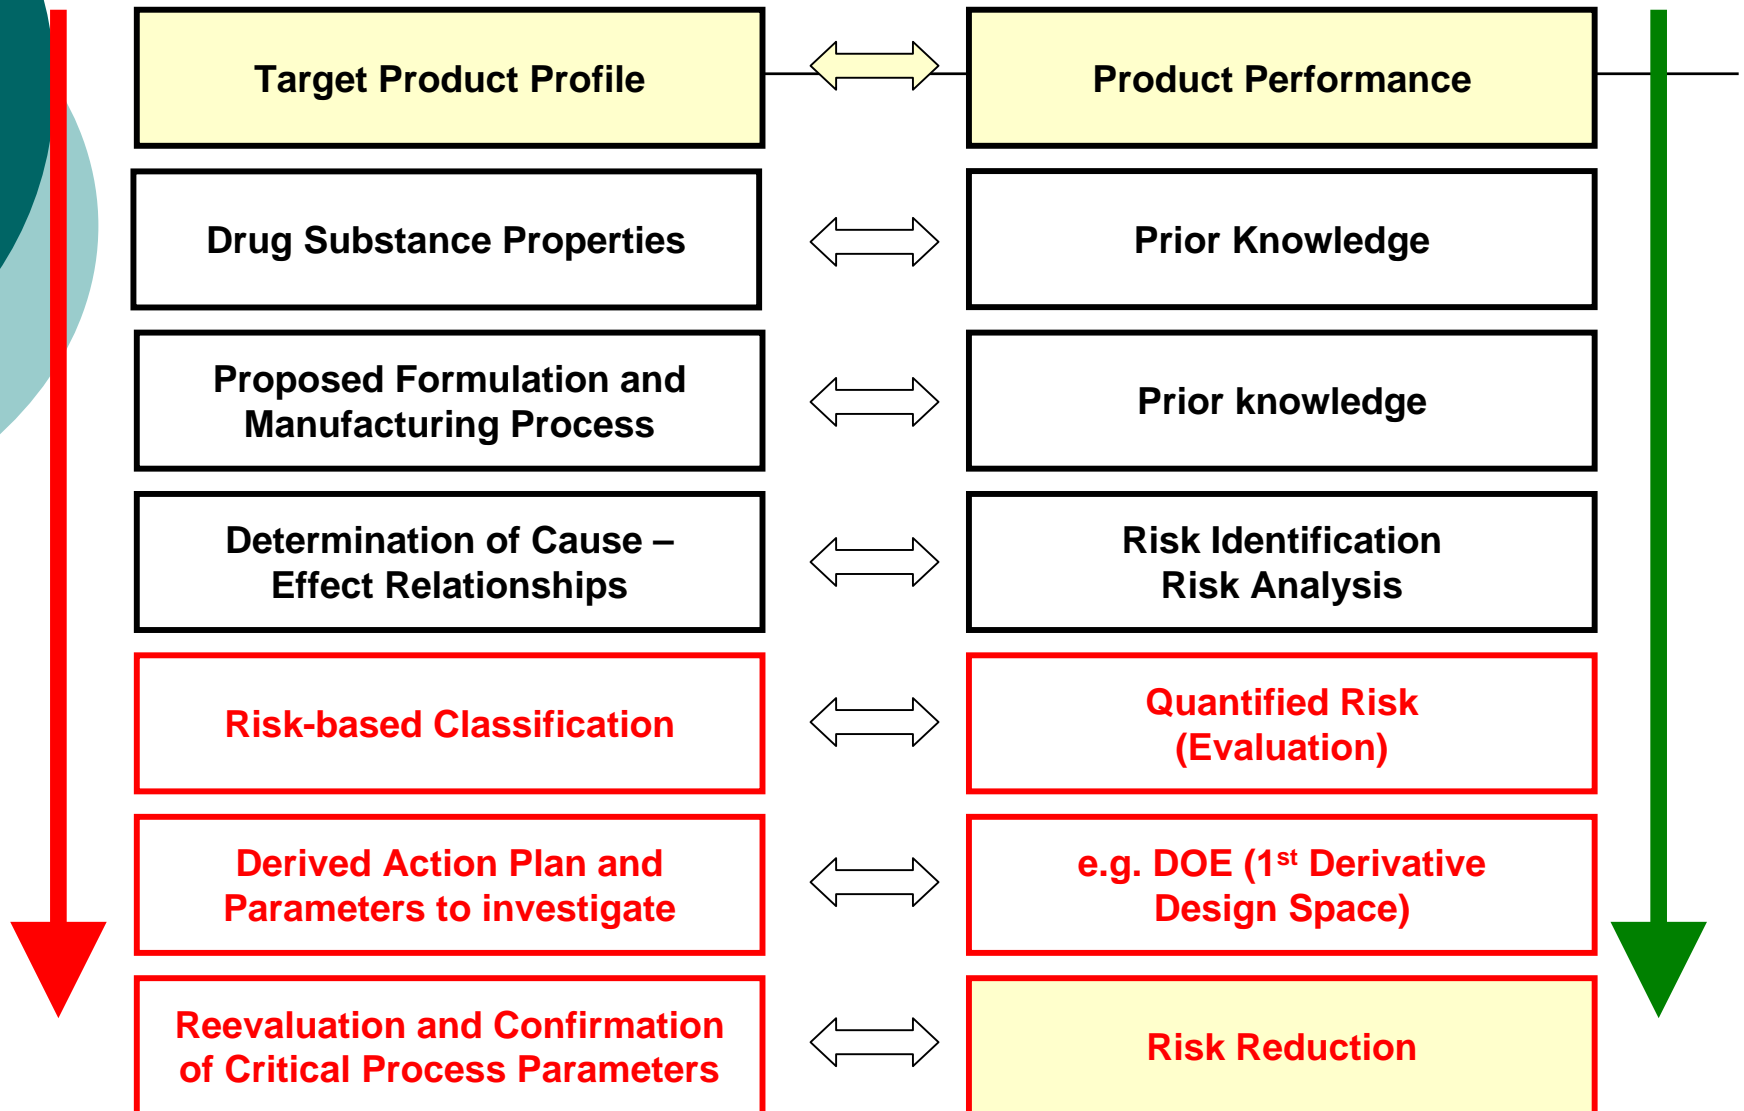 Target Product Profile
Product Performance
Drug Substance Properties
Prior Knowledge
Proposed Formulation and
Manufacturing Process
Prior knowledge
Determination of Cause –
Effect Relationships
Risk Identification
Risk Analysis
Risk-based Classification
Quantified Risk
(Evaluation)
Derived Action Plan and
Parameters to investigate
e.g. DOE (1st Derivative
Design Space)
Reevaluation and Confirmation
of Critical Process Parameters
Risk Reduction